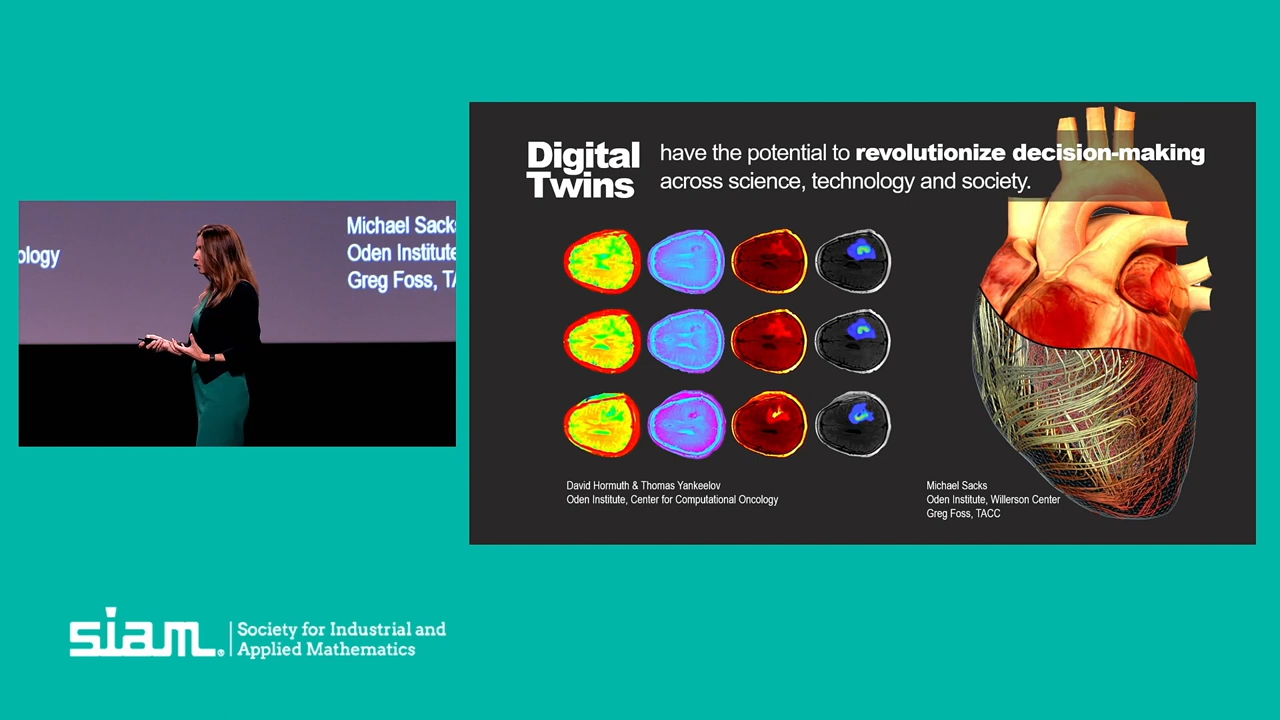 ology
Michael Sacks
Oden Institute
Greg Foss, TA
Digital
Twins
have the potential to revolutionize decision-making
across science, technology and society.
David Hormuth & Thomas Yankeelov
Oden Institute, Center for Computational Oncology
Michael Sacks
Oden Institute, Willerson Center
Greg Foss, TACC
siam.
Society for Industrial and
Applied Mathematics